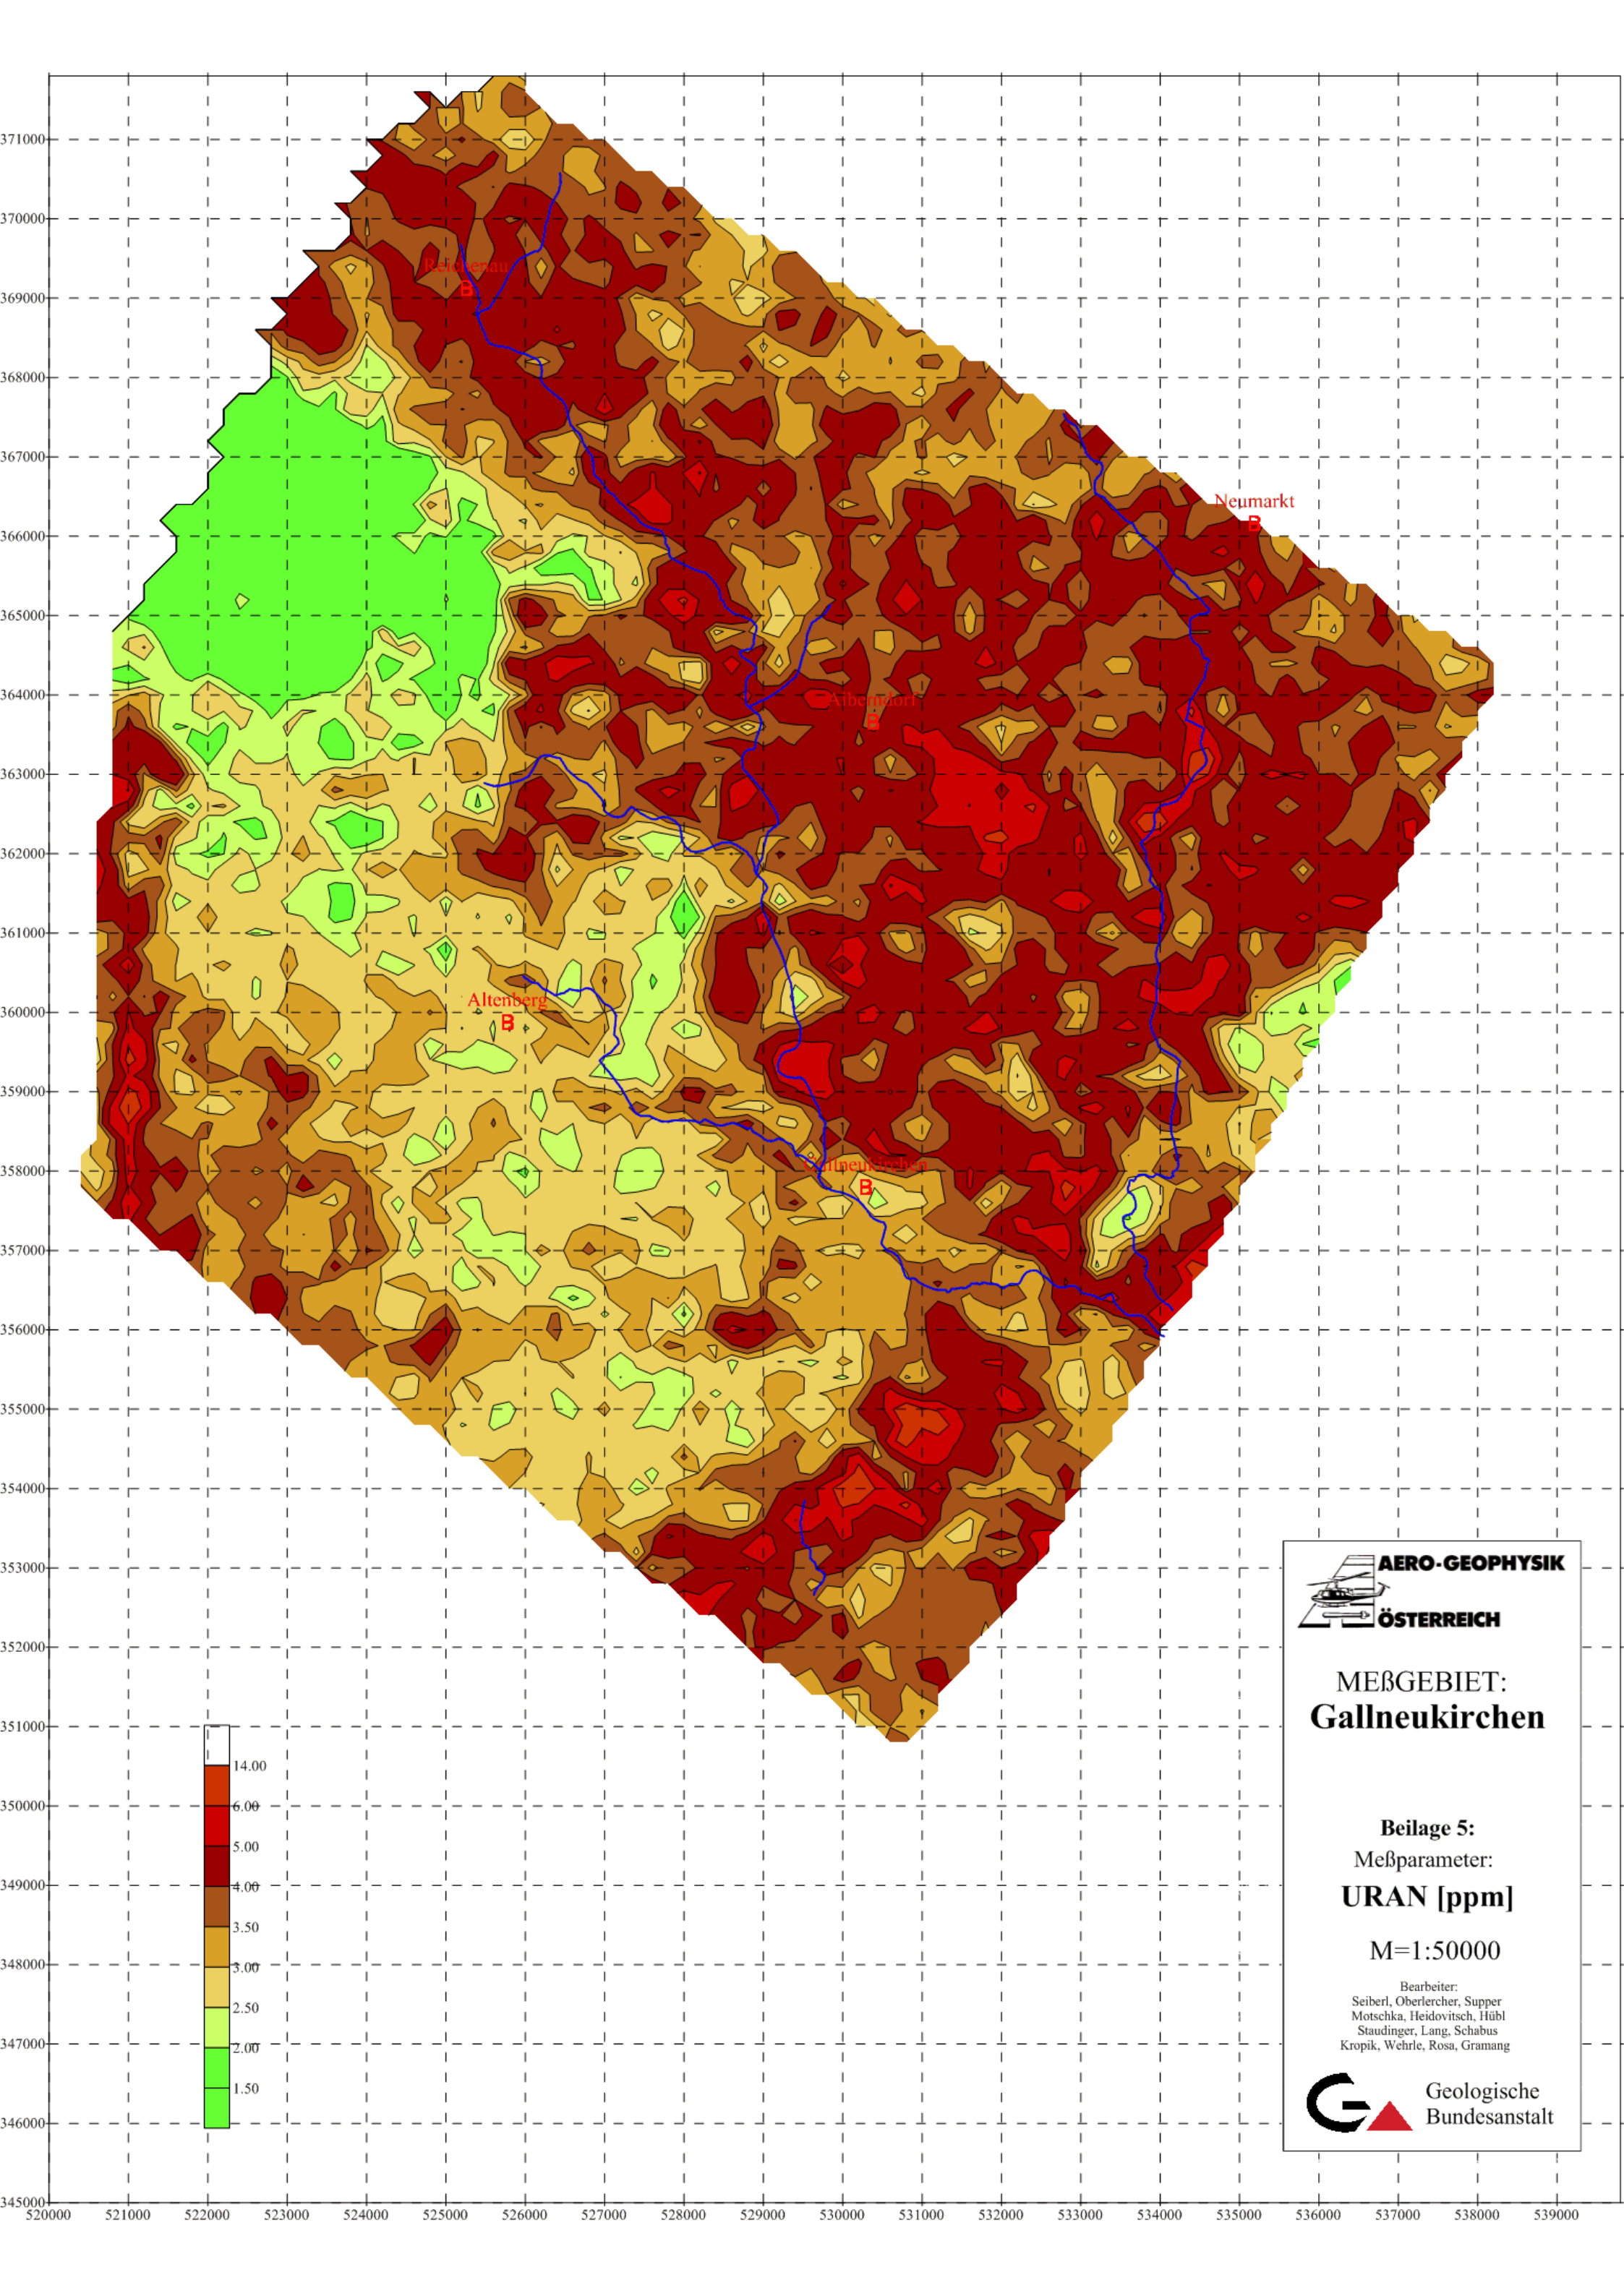 371000
370000
369000
368000
367000
366000
365000
364000
363000
362000
361000
360000
359000
358000
357000
356000
355000
354000
353000
352000
351000
350000
349000
348000
347000
346000
345000
Reichenau
B
Neumarkt
B
Alberndorf
B
Altenberg
B
Gallneukirchen
B
L
14.00
6.00
5.00
4.00
3.50
3.00
2.50
2.00
1.50
AERO-GEOPHYSIK
ÖSTERREICH
MEßGEBIET:
Gallneukirchen
Beilage 5:
Meßparameter:
URAN [ppm]
M=1:50000
Bearbeiter:
Seiberl, Oberlercher, Supper
Motschka, Heidovitsch, Hübl
Staudinger, Lang, Schabus
Kropik, Wehrle, Rosa, Gramang
Geologische
Bundesanstalt
520000 521000 522000 523000 524000 525000 526000 527000 528000 529000 530000 531000 532000 533000 534000 535000 536000 537000 538000 539000